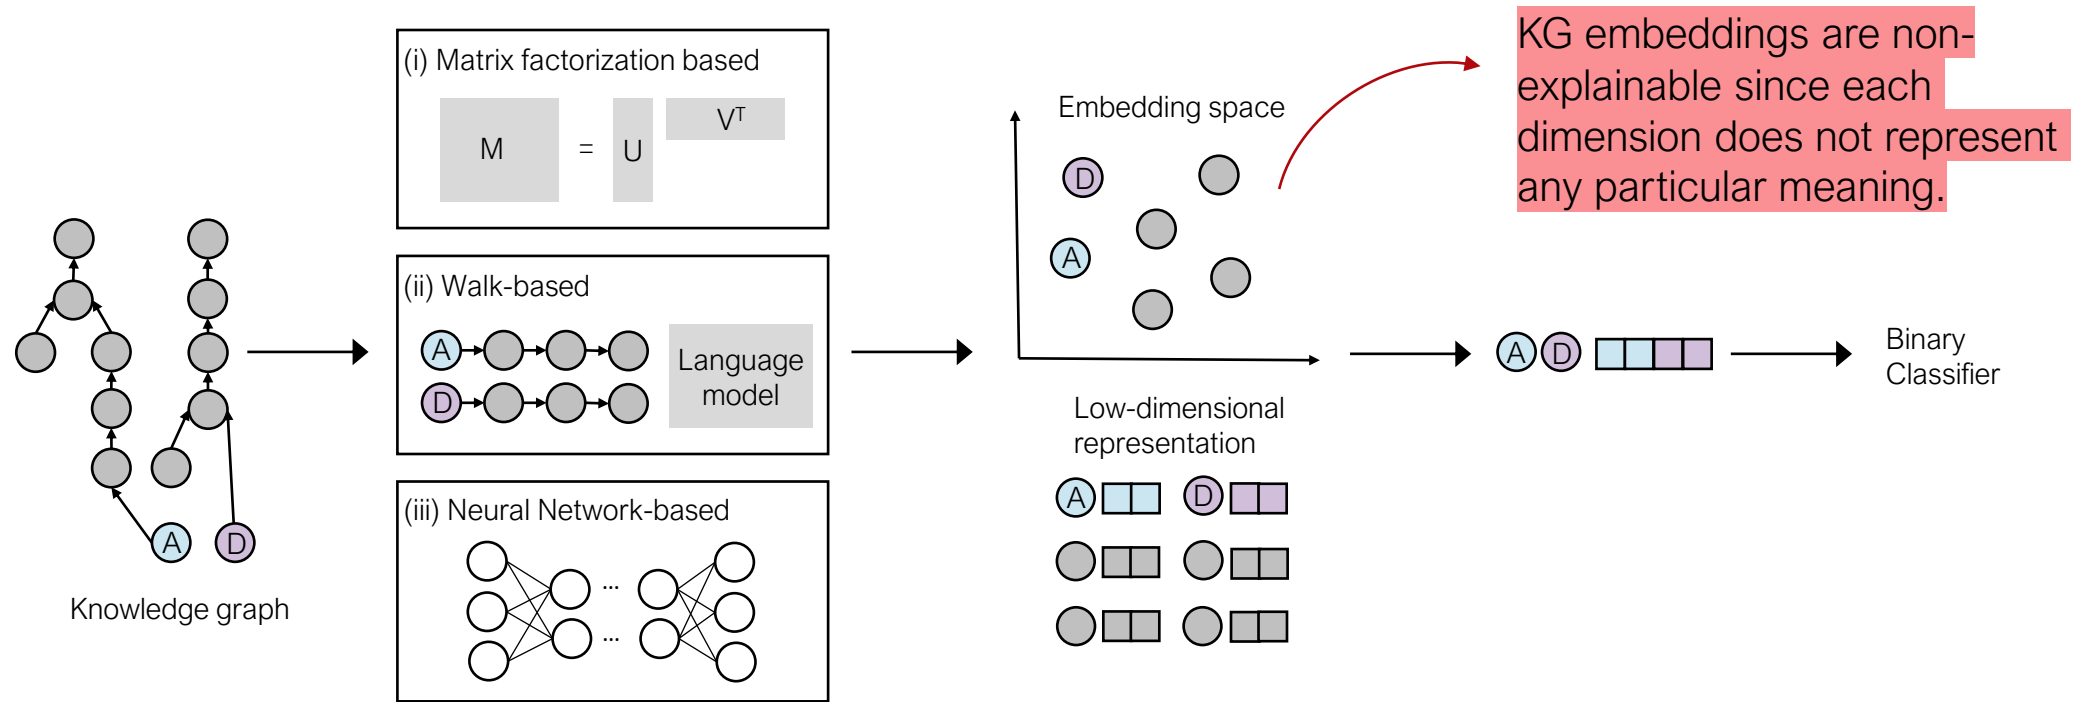 KG embeddings are non-
explainable since each
dimension does not represent
any particular meaning.
(i) Matrix factorization based
M
=
U
Vᵀ
(ii) Walk-based
A
D
Language
model
(iii) Neural Network-based
...
...
A
D
Knowledge graph
Embedding space
D
A
Low-dimensional
representation
A
D
A
D
Binary
Classifier